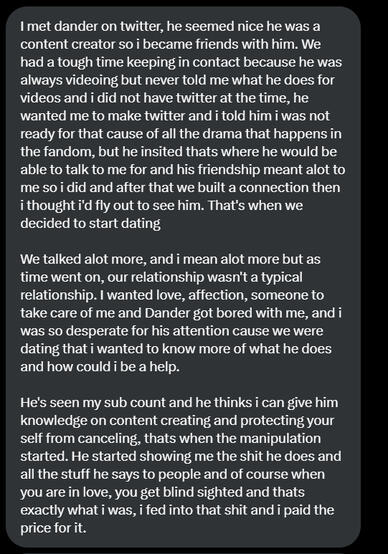 I met dander on twitter, he seemed nice he was a
content creator so i became friends with him. We
had a tough time keeping in contact because he was
always videoing but never told me what he does for
videos and i did not have twitter at the time, he
wanted me to make twitter and i told him i was not
ready for that cause of all the drama that happens in
the fandom, but he insited thats where he would be
able to talk to me for and his friendship meant alot to
me so i did and after that we built a connection then
i thought i'd fly out to see him. That's when we
decided to start dating

We talked alot more, and i mean alot more but as
time went on, our relationship wasn't a typical
relationship. I wanted love, affection, someone to
take care of me and Dander got bored with me, and i
was so desperate for his attention cause we were
dating that i wanted to know more of what he does
and how could i be a help.

He's seen my sub count and he thinks i can give him
knowledge on content creating and protecting your
self from canceling, thats when the manipulation
started. He started showing me the shit he does and
all the stuff he says to people and of course when
you are in love, you get blind sighted and thats
exactly what i was, i fed into that shit and i paid the
price for it.